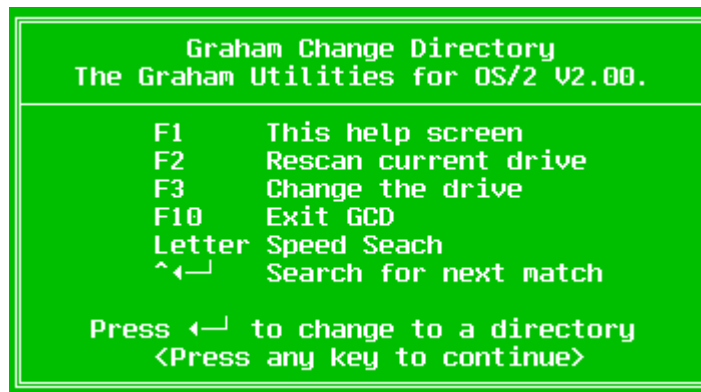 Graham Change Directory
The Graham Utilities for OS/2 V2.00.
F1 This help screen
F2 Rescan current drive
F3 Change the drive
F10 Exit GCD
Letter Speed Seach
^◄─┘ Search for next match
Press ◄─┘ to change to a directory
<Press any key to continue>